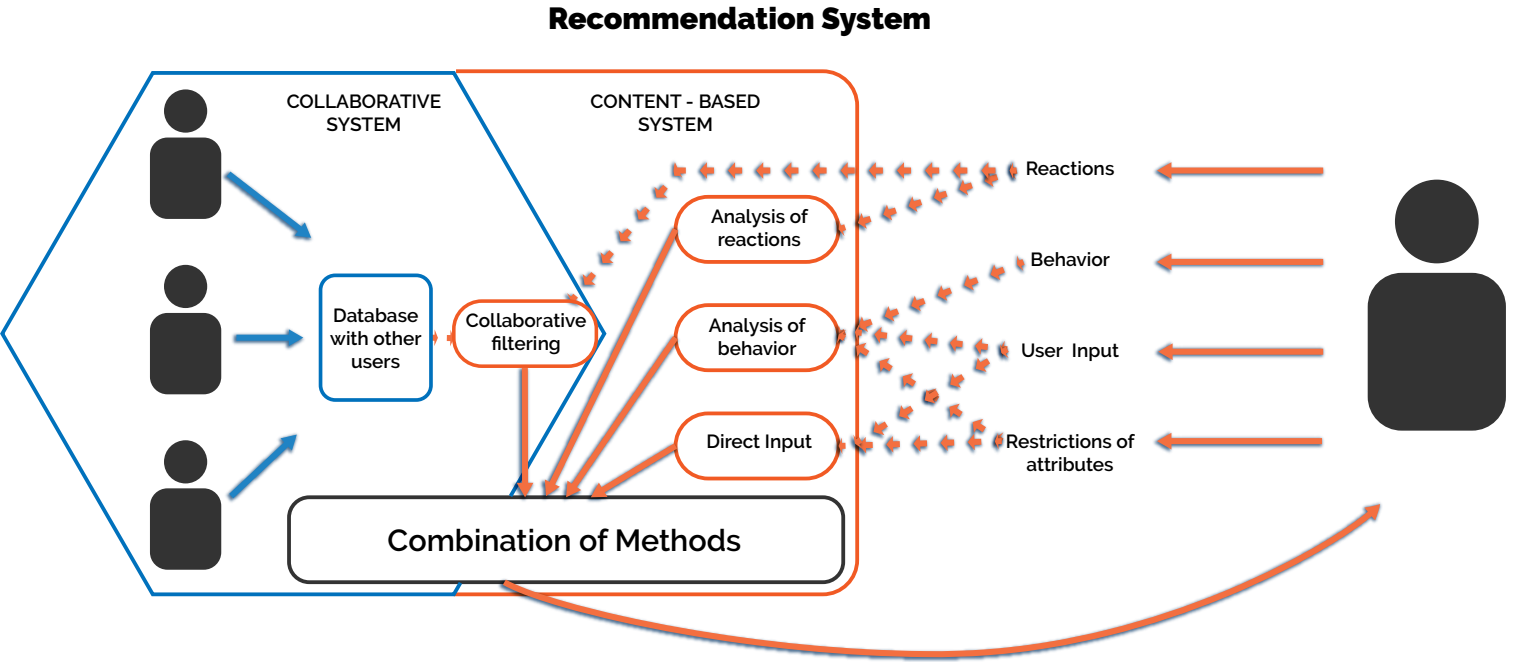 Recommendation System
COLLABORATIVE
SYSTEM
CONTENT - BASED
SYSTEM
Reactions
Analysis of
reactions
Behavior
Database
with other
users
Collaborative
filtering
Analysis of
behavior
User Input
Direct Input
Restrictions of
attributes
Combination of Methods